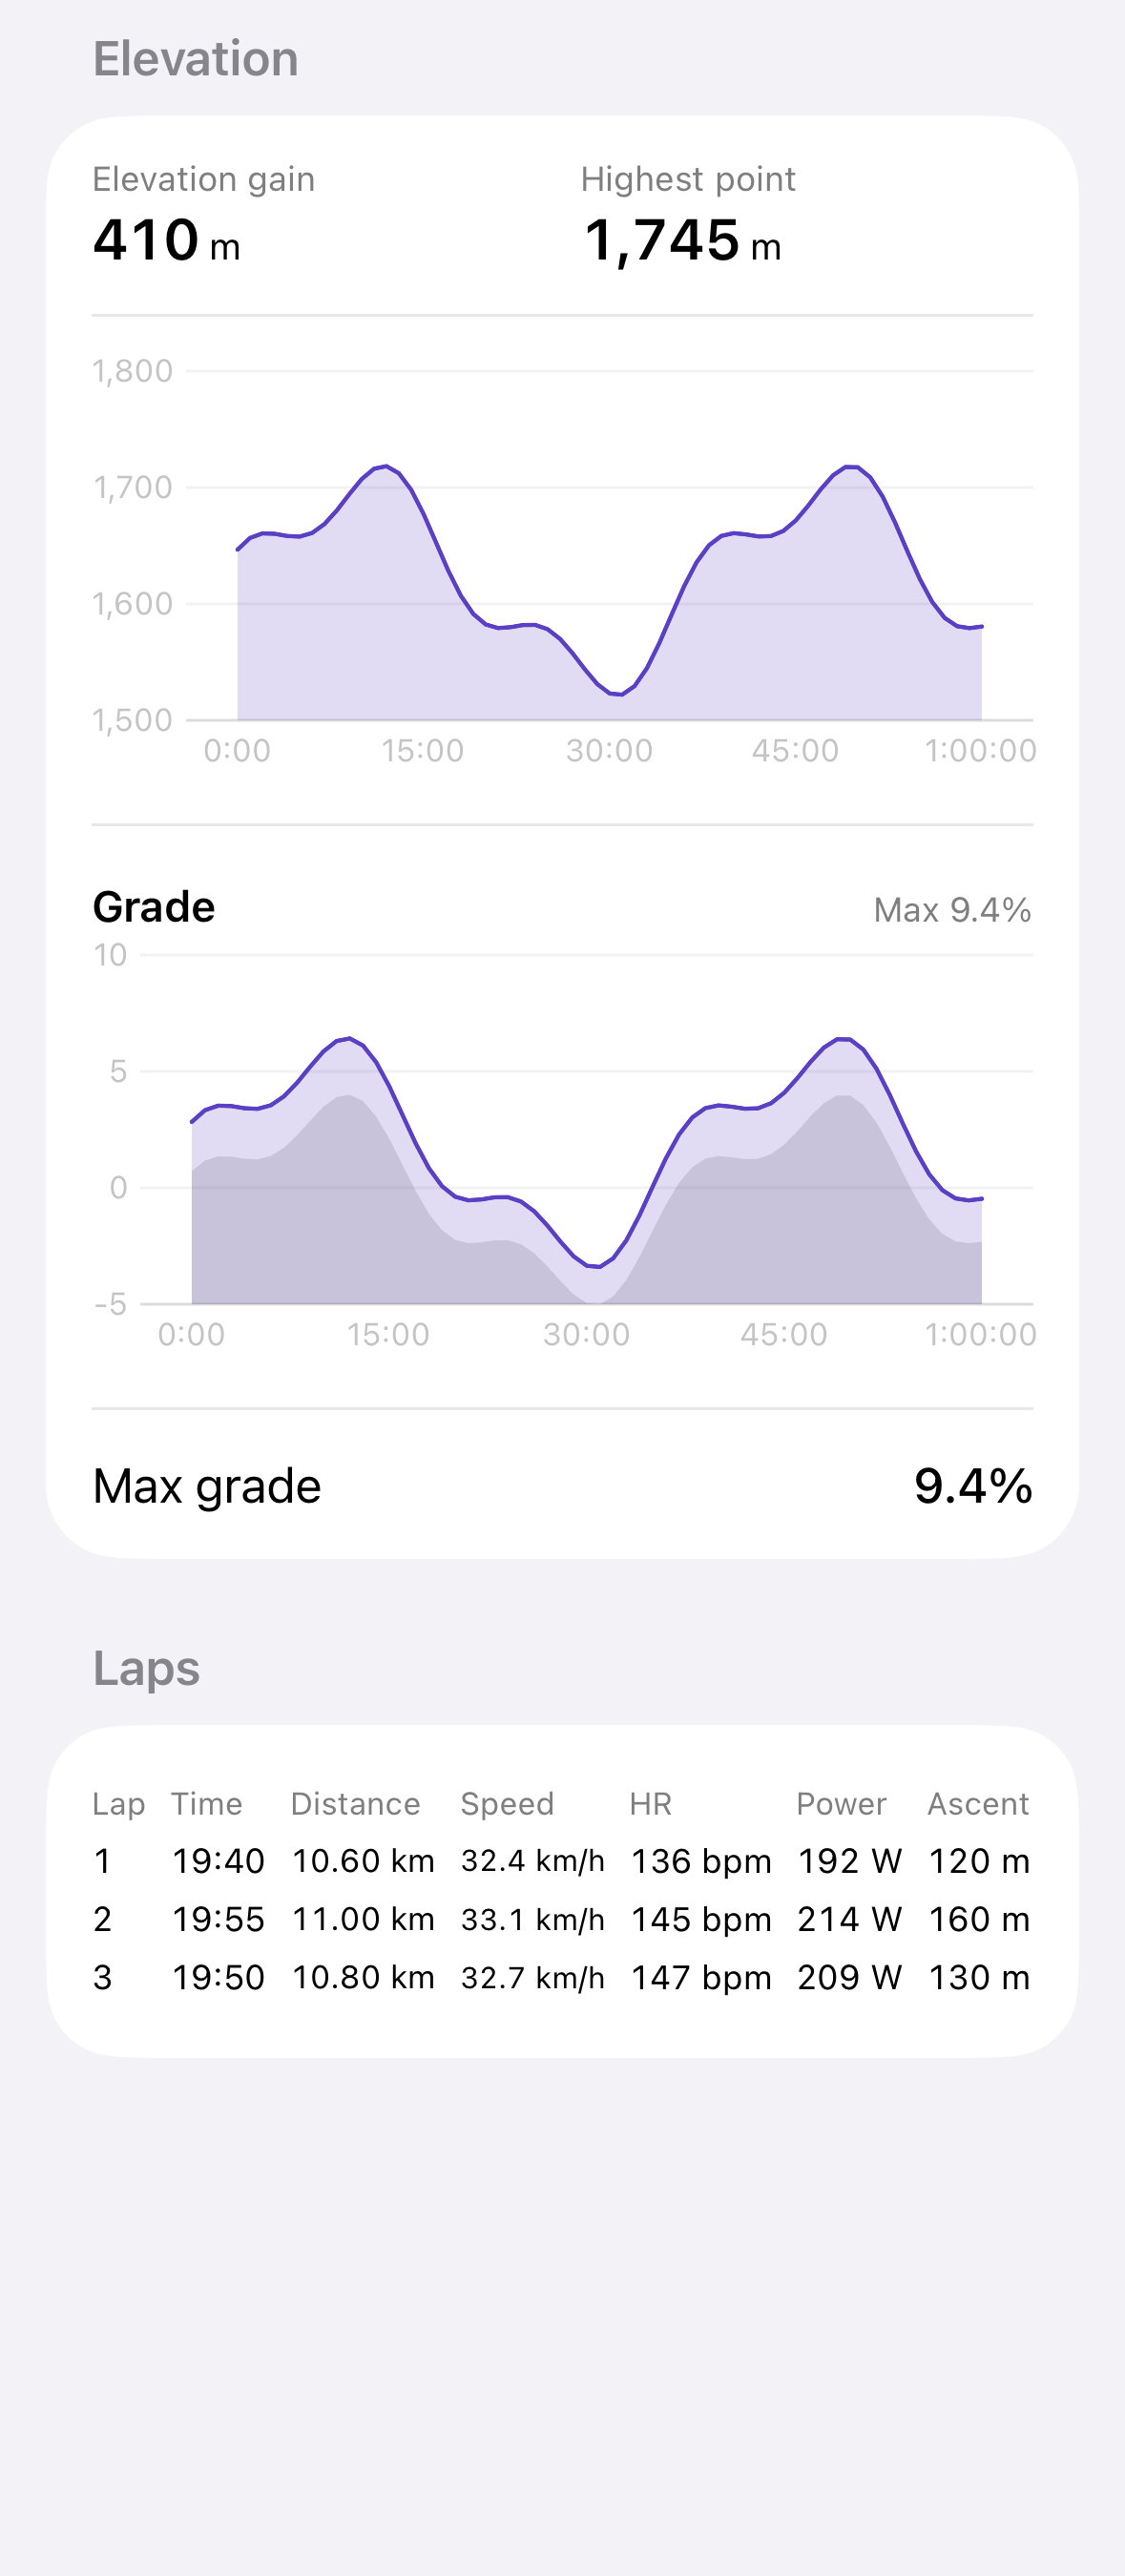 Elevation
Elevation gain Highest point
410 m 1,745 m
1,800
1,700
1,600
1,500
0:00 15:00 30:00 45:00 1:00:00
Grade Max 9.4%
10
5
0
-5
0:00 15:00 30:00 45:00 1:00:00
Max grade 9.4%
Laps
Lap Time Distance Speed HR Power Ascent
1 19:40 10.60 km 32.4 km/h 136 bpm 192 W 120 m
2 19:55 11.00 km 33.1 km/h 145 bpm 214 W 160 m
3 19:50 10.80 km 32.7 km/h 147 bpm 209 W 130 m